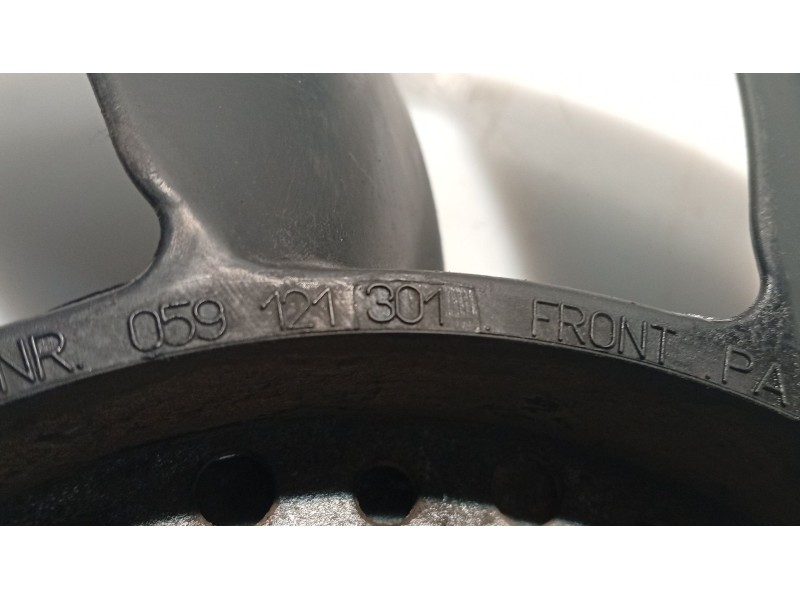 NR. 059 121 301 . FRONT .PA